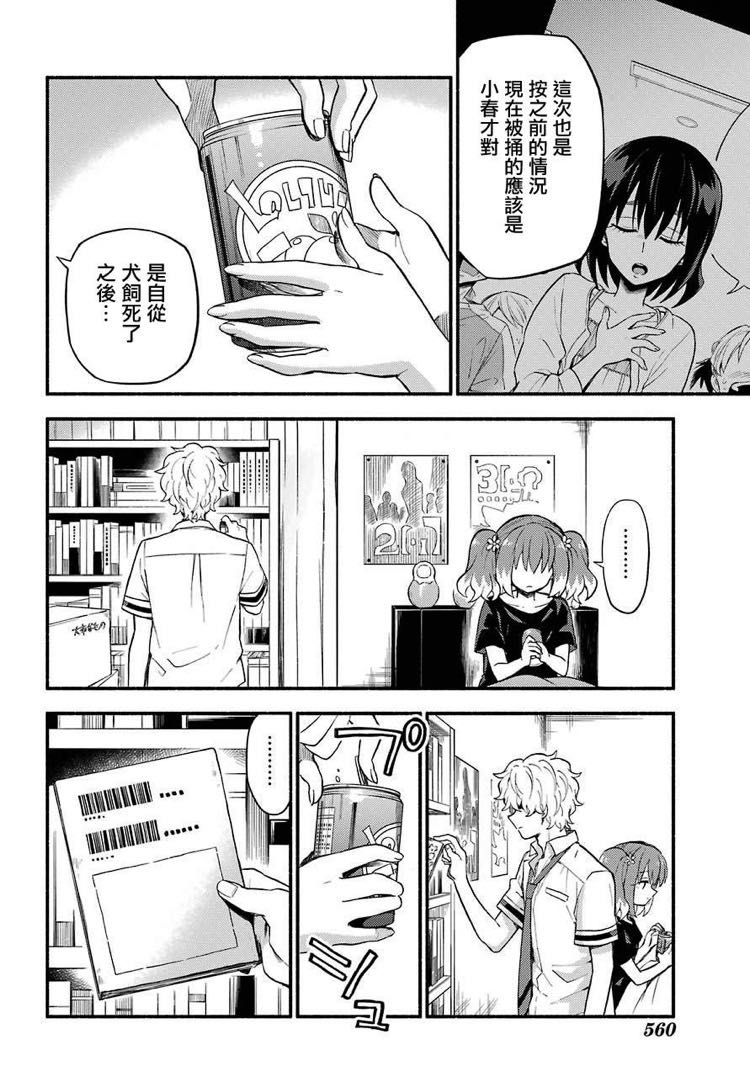 這次也是
按之前的情況
現在被捅的應該是
小春才對
是自從
犬飼死了
之後…
………
プシュ
………
560